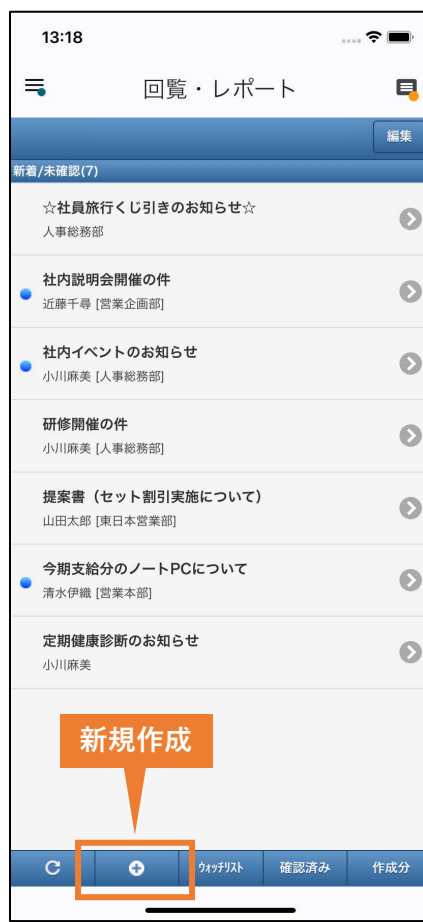 13:18
回覧・レポート
編集
新着/未確認(7)
☆社員旅行くじ引きのお知らせ☆
人事総務部
社内説明会開催の件
近藤千尋 [営業企画部]
社内イベントのお知らせ
小川麻美 [人事総務部]
研修開催の件
小川麻美 [人事総務部]
提案書（セット割引実施について）
山田太郎 [東日本営業部]
今期支給分のノートPCについて
清水伊織 [営業本部]
定期健康診断のお知らせ
小川麻美
新規作成
ｳｫｯﾁﾘｽﾄ 確認済み 作成分